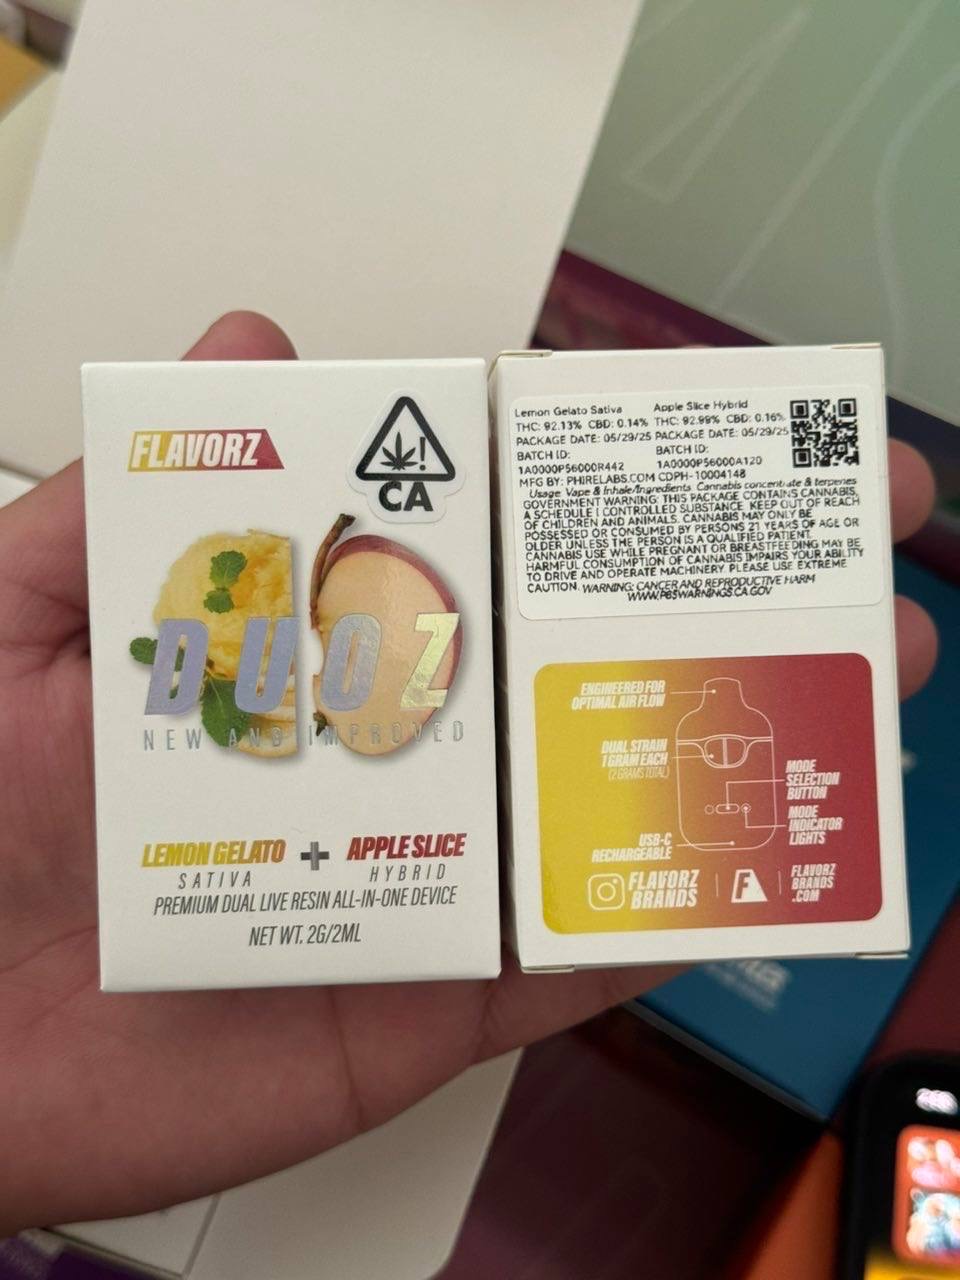 FLAVORZ
CA
DUOZ
NEW AND IMPROVED
LEMON GELATO + APPLE SLICE
SATIVA HYBRID
PREMIUM DUAL LIVE RESIN ALL-IN-ONE DEVICE
NET WT. 2G/2ML
Lemon Gelato Sativa Apple Slice Hybrid
THC: 92.13% CBD: 0.14% THC: 92.99% CBD: 0.16%
PACKAGE DATE: 05/29/25 PACKAGE DATE: 05/29/25
BATCH ID: BATCH ID:
1A0000P56000R442 1A0000P56000A120
MFG BY: PHIRELABS.COM CDPH-10004148
Usage: Vape & Inhale/Ingredients: Cannabis concentrate & terpenes
GOVERNMENT WARNING: THIS PACKAGE CONTAINS CANNABIS,
A SCHEDULE I CONTROLLED SUBSTANCE. KEEP OUT OF REACH
OF CHILDREN AND ANIMALS. CANNABIS MAY ONLY BE
POSSESSED OR CONSUMED BY PERSONS 21 YEARS OF AGE OR
OLDER UNLESS THE PERSON IS A QUALIFIED PATIENT.
CANNABIS USE WHILE PREGNANT OR BREASTFEEDING MAY BE
HARMFUL CONSUMPTION OF CANNABIS IMPAIRS YOUR ABILITY
TO DRIVE AND OPERATE MACHINERY. PLEASE USE EXTREME
CAUTION. WARNING: CANCER AND REPRODUCTIVE HARM
WWW.P65WARNINGS.CA.GOV
ENGINEERED FOR
OPTIMAL AIR FLOW
DUAL STRAIN
1 GRAM EACH
(2 GRAMS TOTAL)
MODE
SELECTION
BUTTON
MODE
INDICATOR
LIGHTS
USB-C
RECHARGEABLE
FLAVORZ
BRANDS
F
FLAVORZ
BRANDS
.COM